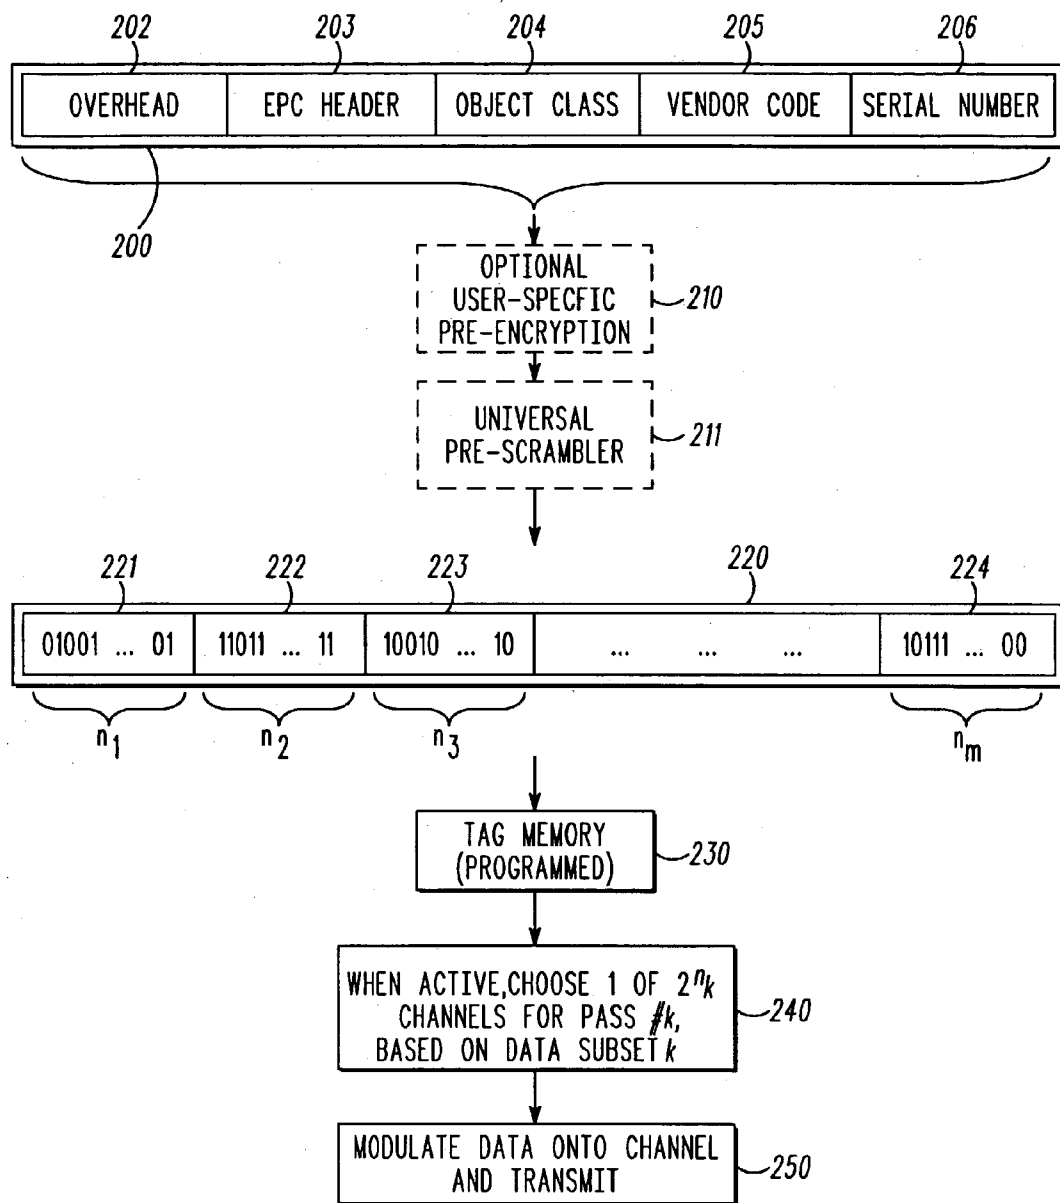 202 203 204 205 206
OVERHEAD EPC HEADER OBJECT CLASS VENDOR CODE SERIAL NUMBER
200
OPTIONAL
USER-SPECFIC
PRE-ENCRYPTION
210
UNIVERSAL
PRE-SCRAMBLER
211
221 222 223 220 224
01001 ... 01 11011 ... 11 10010 ... 10 ... ... ... 10111 ... 00
n1 n2 n3 nm
TAG MEMORY
(PROGRAMMED)
230
WHEN ACTIVE,CHOOSE 1 OF 2^nk
CHANNELS FOR PASS #k,
BASED ON DATA SUBSET k
240
MODULATE DATA ONTO CHANNEL
AND TRANSMIT
250